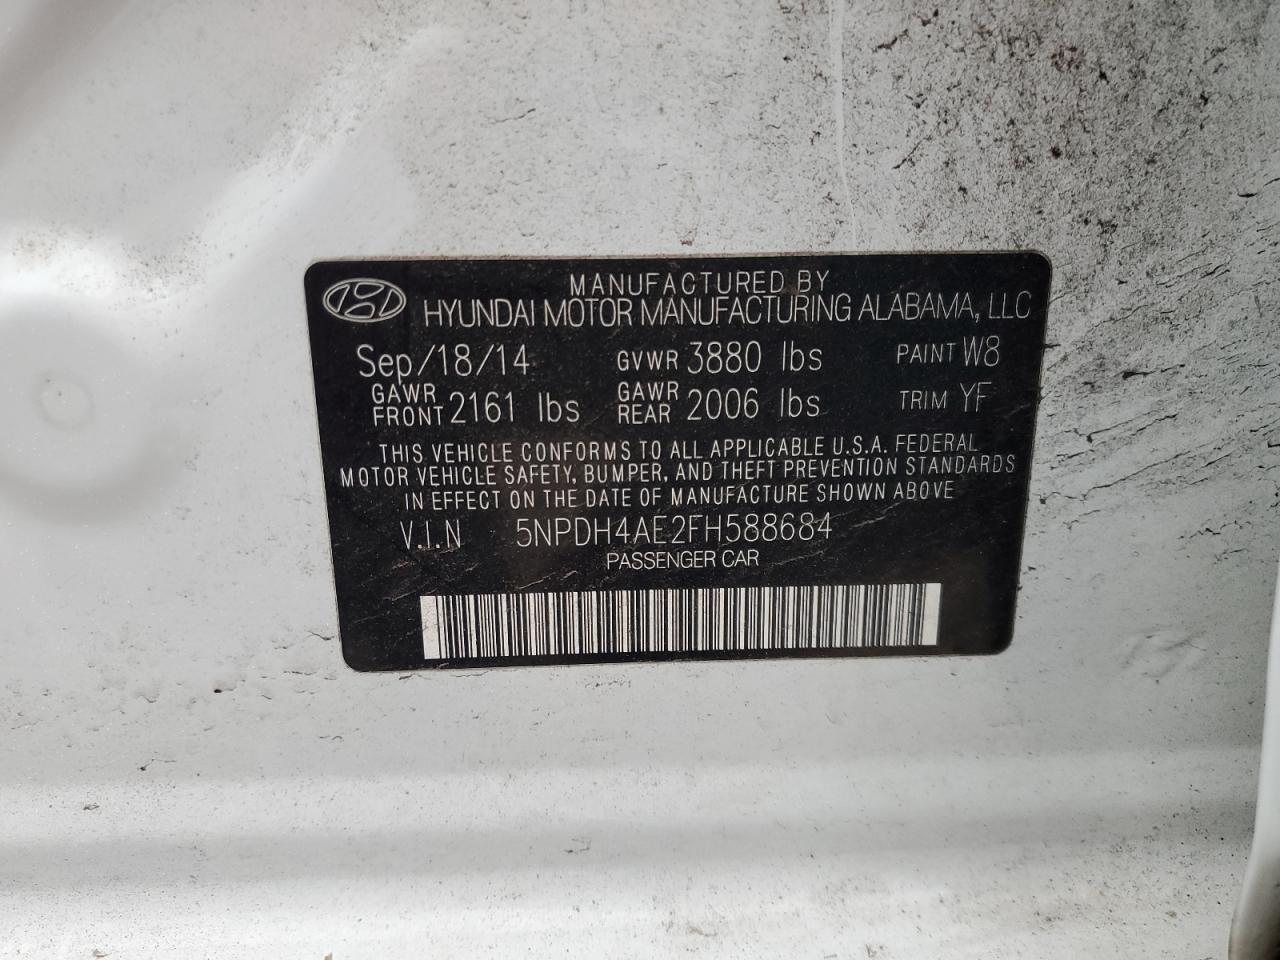 MANUFACTURED BY
HYUNDAI MOTOR MANUFACTURING ALABAMA, LLC
Sep/18/14 GVWR 3880 lbs PAINT W8
GAWR FRONT 2161 lbs GAWR REAR 2006 lbs TRIM YF
THIS VEHICLE CONFORMS TO ALL APPLICABLE U.S.A. FEDERAL
MOTOR VEHICLE SAFETY, BUMPER, AND THEFT PREVENTION STANDARDS
IN EFFECT ON THE DATE OF MANUFACTURE SHOWN ABOVE
V.I.N 5NPDH4AE2FH588684
PASSENGER CAR